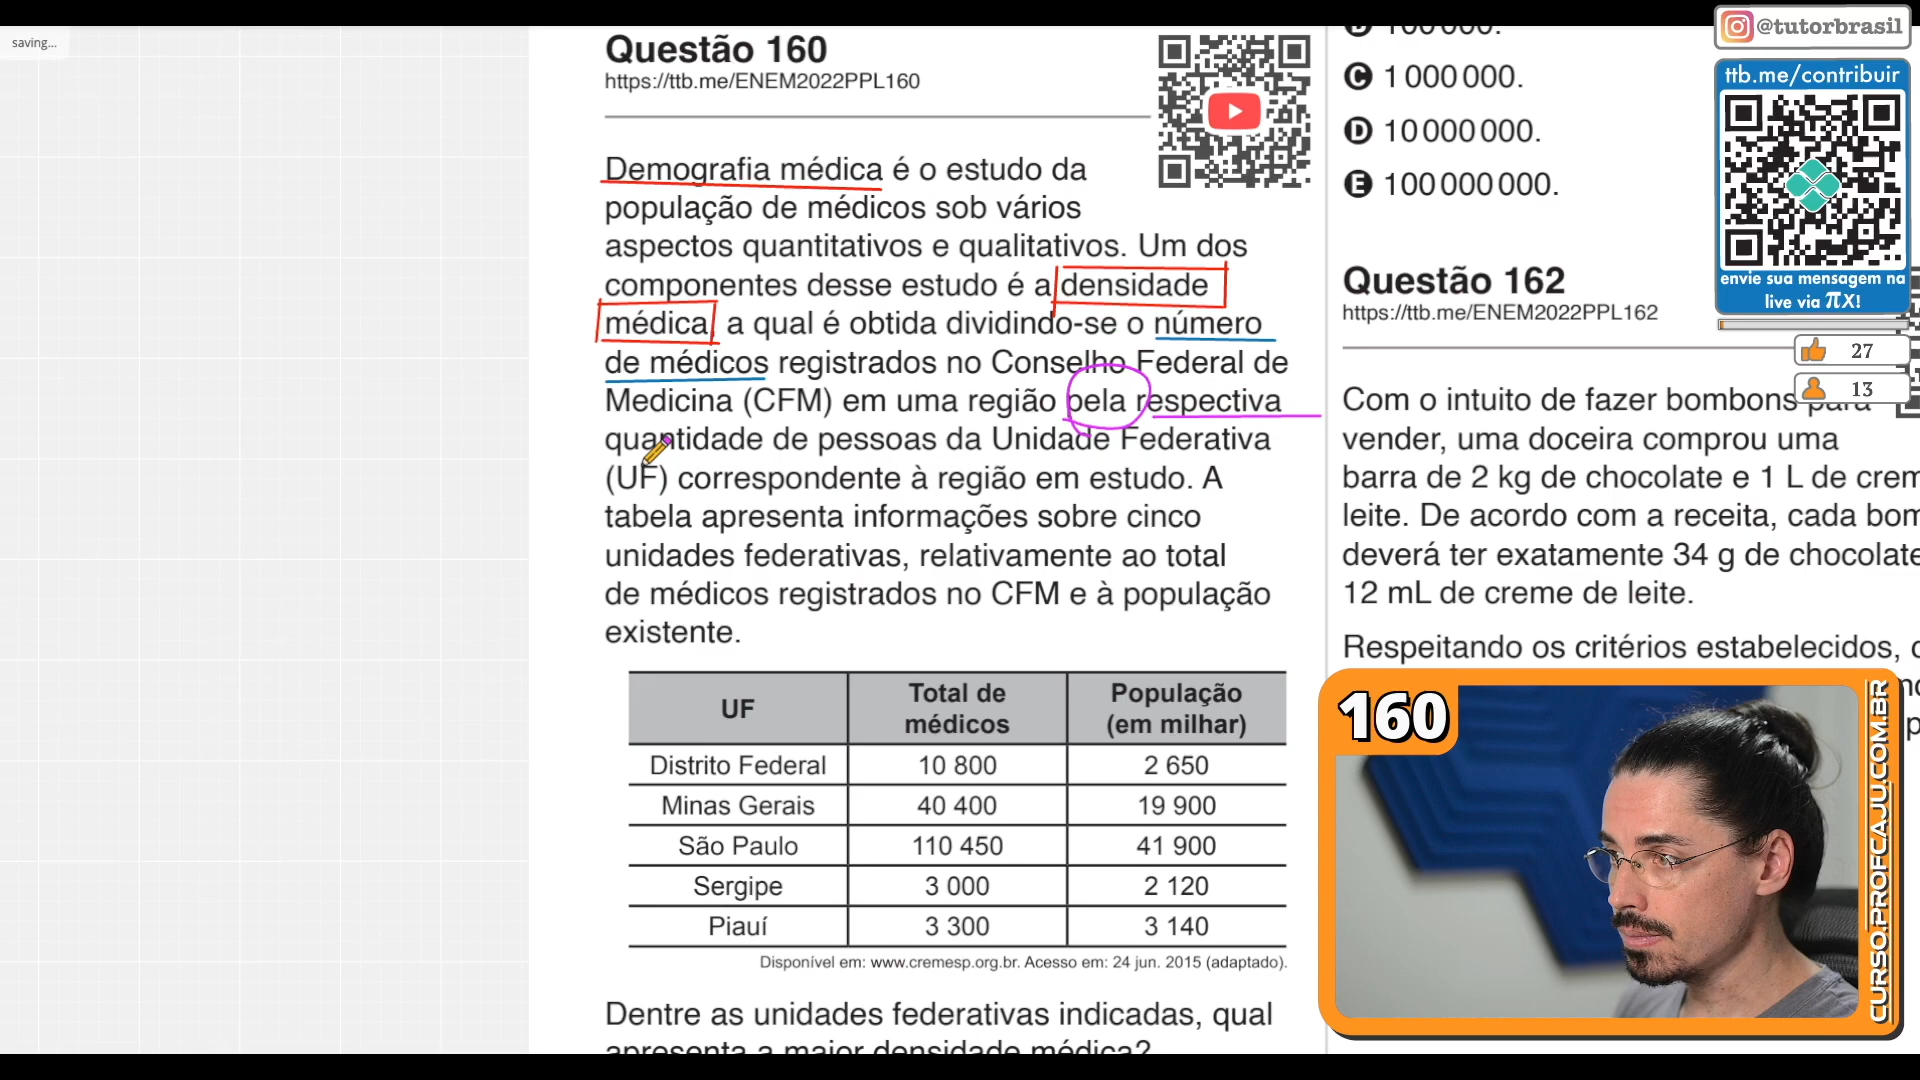 saving...
Questão 160
https://ttb.me/ENEM2022PPL160
Demografia médica é o estudo da
população de médicos sob vários
aspectos quantitativos e qualitativos. Um dos
componentes desse estudo é a densidade
médica, a qual é obtida dividindo-se o número
de médicos registrados no Conselho Federal de
Medicina (CFM) em uma região pela respectiva
quantidade de pessoas da Unidade Federativa
(UF) correspondente à região em estudo. A
tabela apresenta informações sobre cinco
unidades federativas, relativamente ao total
de médicos registrados no CFM e à população
existente.
UF Total de médicos População (em milhar)
Distrito Federal 10 800 2 650
Minas Gerais 40 400 19 900
São Paulo 110 450 41 900
Sergipe 3 000 2 120
Piauí 3 300 3 140
Disponível em: www.cremesp.org.br. Acesso em: 24 jun. 2015 (adaptado).
Dentre as unidades federativas indicadas, qual
apresenta a maior densidade médica?
100 000.
C 1 000 000.
D 10 000 000.
E 100 000 000.
Questão 162
https://ttb.me/ENEM2022PPL162
Com o intuito de fazer bombons para
vender, uma doceira comprou uma
barra de 2 kg de chocolate e 1 L de crem
leite. De acordo com a receita, cada bom
deverá ter exatamente 34 g de chocolate
12 mL de creme de leite.
Respeitando os critérios estabelecidos,
@tutorbrasil
ttb.me/contribuir
envie sua mensagem na
live via πX!
27
13
160
CURSO.PROFCAJU.COM.BR